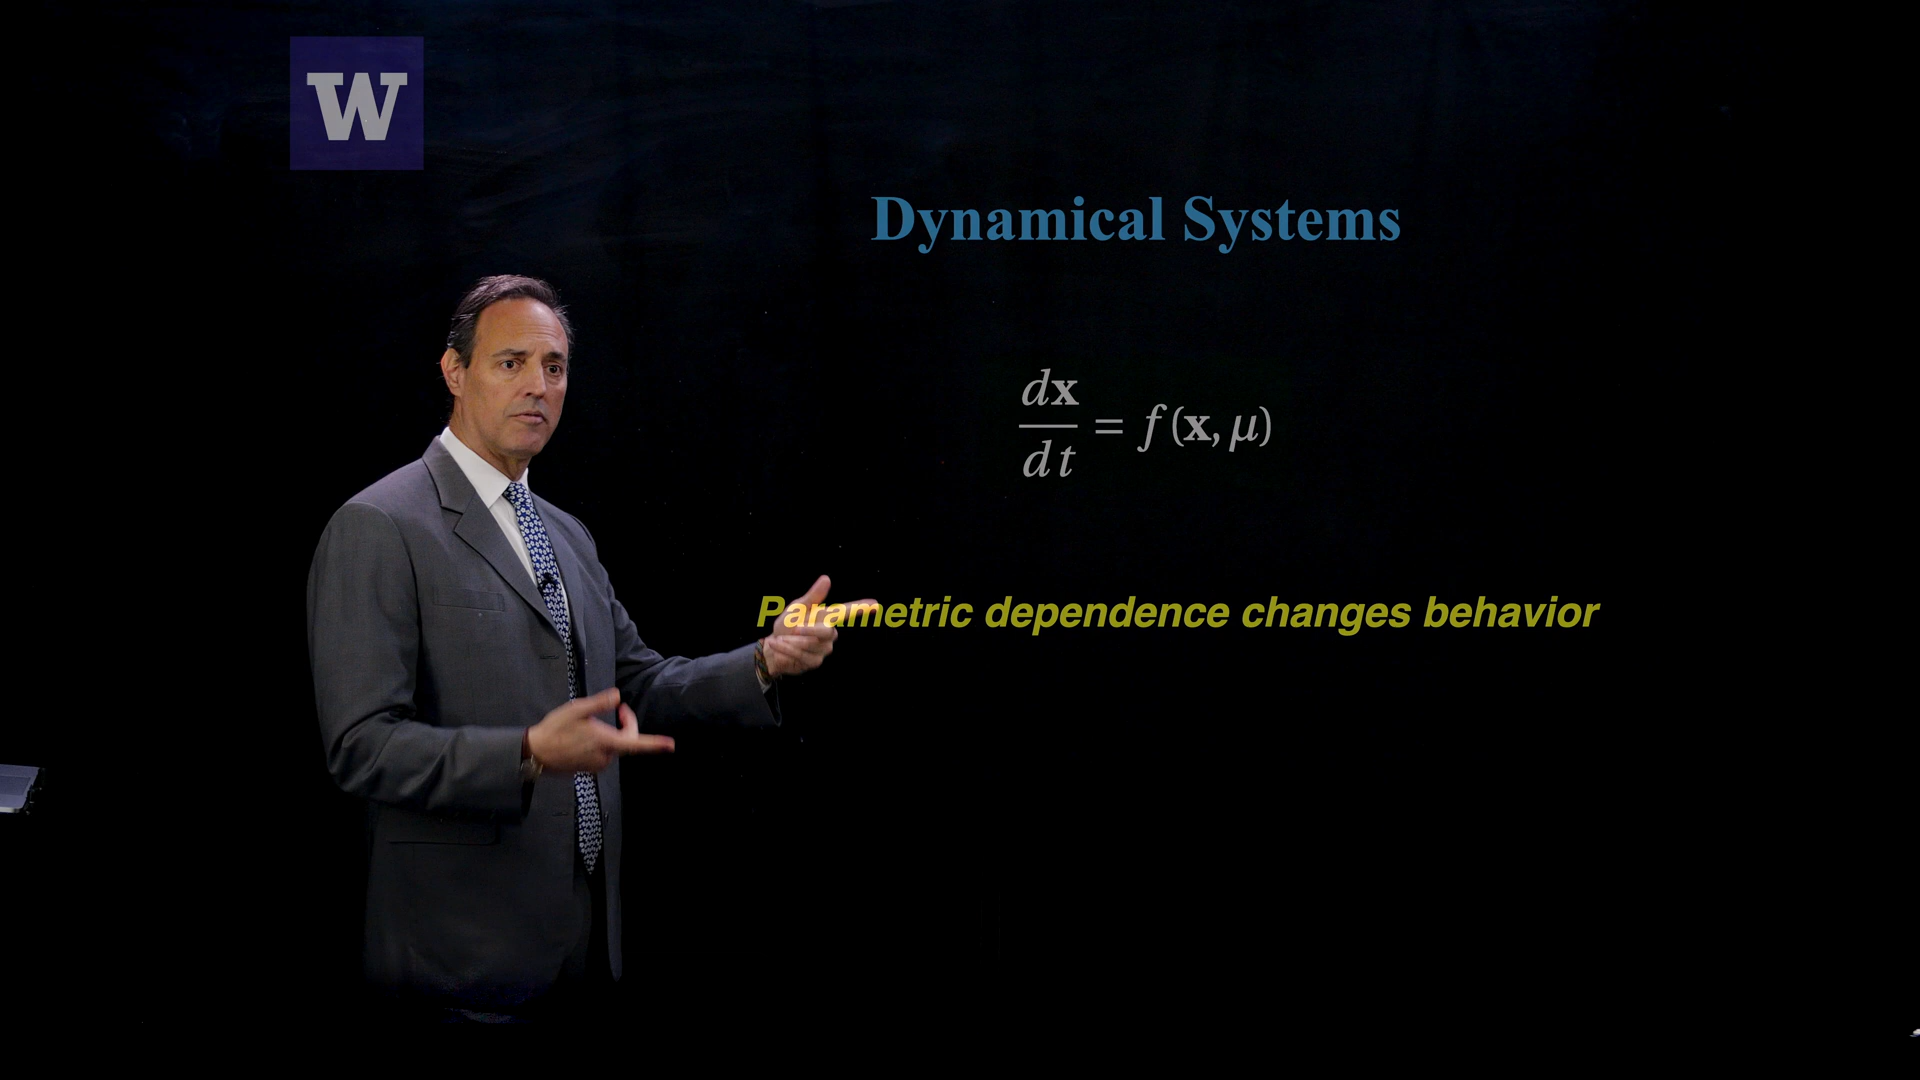 W
Dynamical Systems
d𝐱/dt = f(𝐱, μ)
Parametric dependence changes behavior